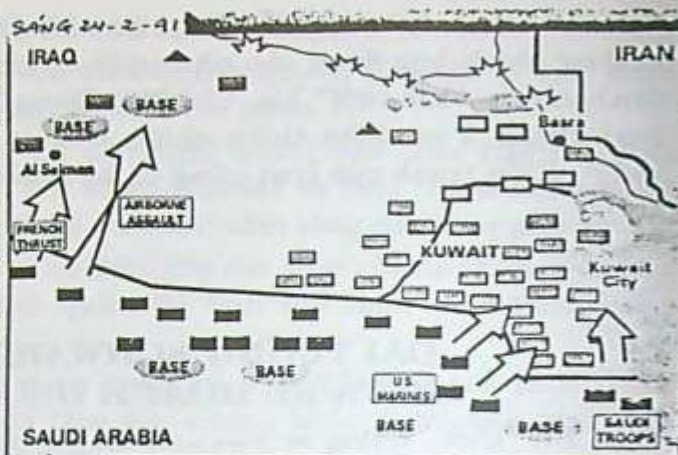 SÁNG 24-2-91
IRAQ
IRAN
BASE
BASE
Basra
Al Salman
AIRBORNE
ASSAULT
FRENCH
THRUST
KUWAIT
Kuwait
City
BASE
BASE
U.S.
MARINES
BASE
BASE
SAUDI
TROOPS
SAUDI ARABIA